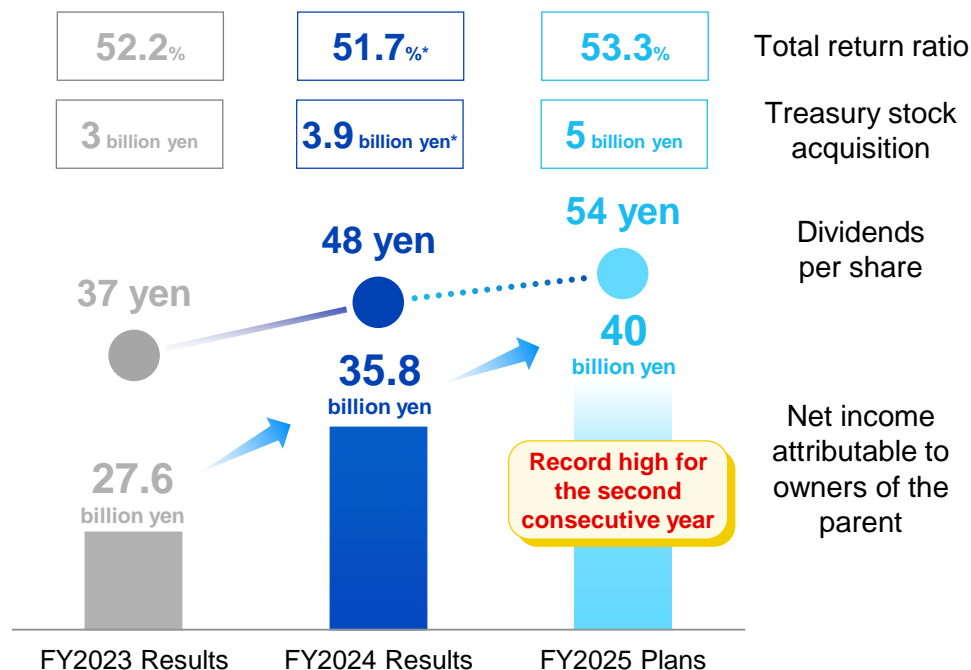 52.2%
51.7%*
53.3%
Total return ratio
3 billion yen
3.9 billion yen*
5 billion yen
Treasury stock
acquisition
37 yen
48 yen
54 yen
Dividends
per share
27.6
billion yen
35.8
billion yen
40
billion yen
Record high for
the second
consecutive year
Net income
attributable to
owners of the
parent
FY2023 Results
FY2024 Results
FY2025 Plans